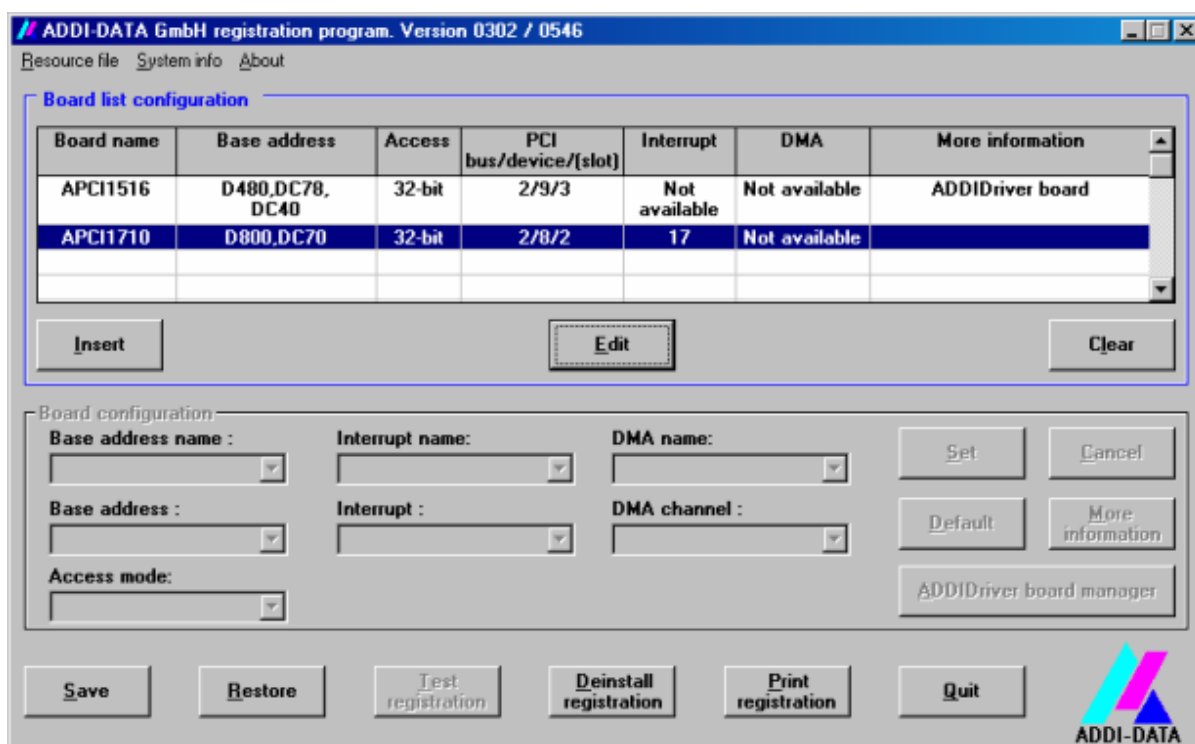 ADDI-DATA GmbH registration program. Version 0302 / 0546
Resource file System info About
Board list configuration
Board name Base address Access PCI bus/device/(slot) Interrupt DMA More information
APCI1516 D480,DC78, DC40 32-bit 2/9/3 Not available Not available ADDIDriver board
APCI1710 D800,DC70 32-bit 2/8/2 17 Not available
Insert Edit Clear
Board configuration
Base address name : Interrupt name: DMA name:
Set Cancel
Base address : Interrupt : DMA channel :
Default More information
Access mode:
ADDIDriver board manager
Save Restore Test registration Deinstall registration Print registration Quit
ADDI-DATA